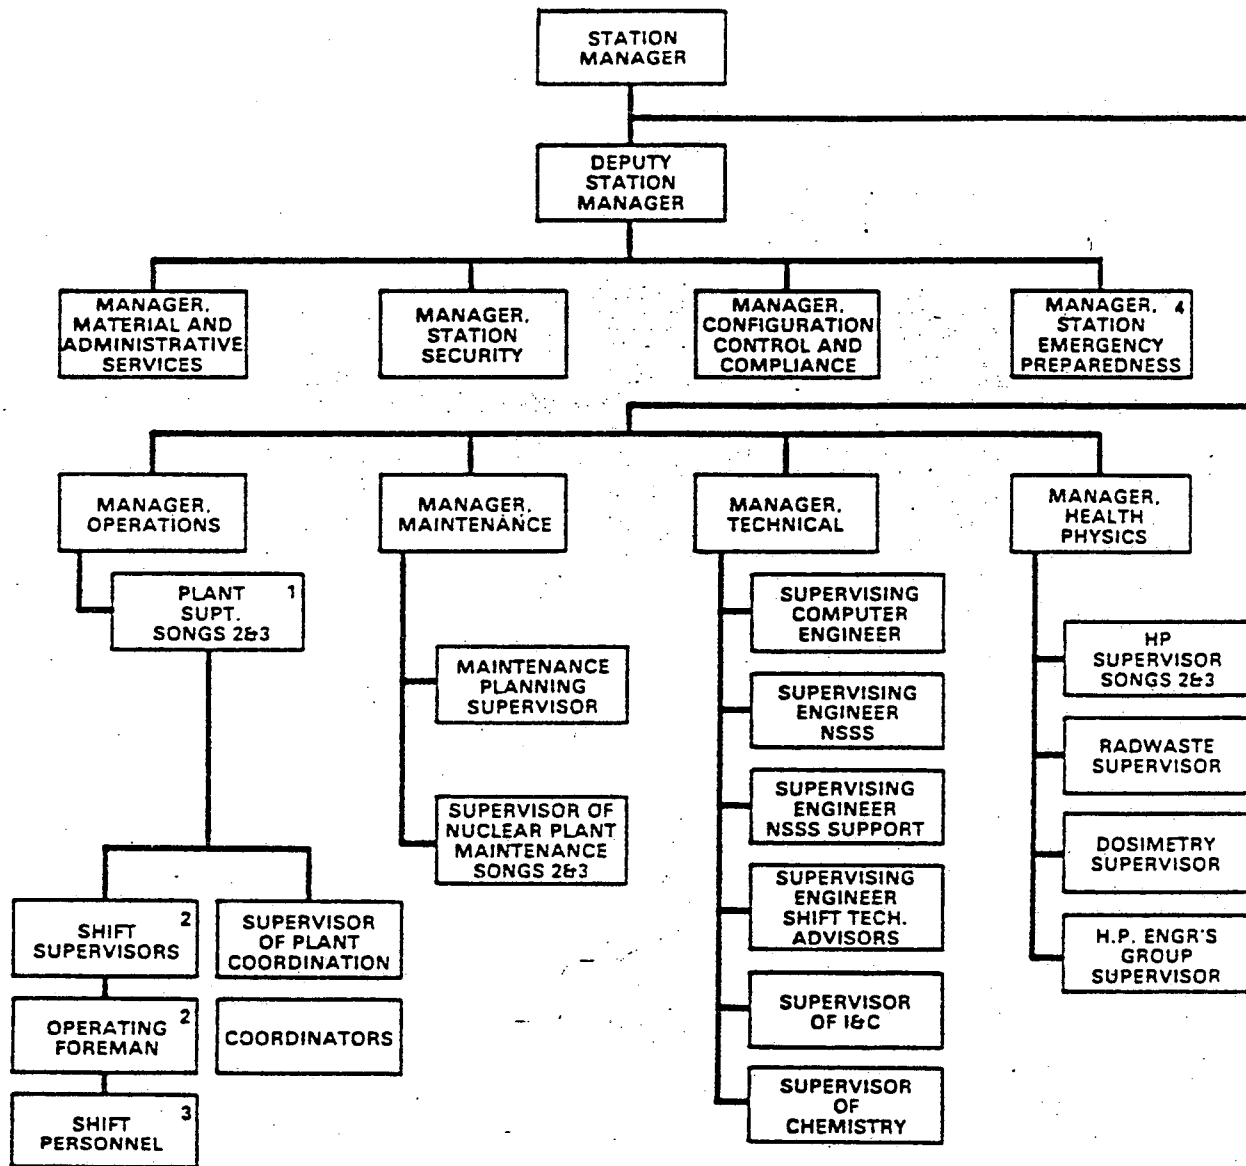 STATION
MANAGER
DEPUTY
STATION
MANAGER
MANAGER,
MATERIAL AND
ADMINISTRATIVE
SERVICES
MANAGER,
STATION
SECURITY
MANAGER,
CONFIGURATION
CONTROL AND
COMPLIANCE
MANAGER, 4
STATION
EMERGENCY
PREPAREDNESS
MANAGER,
OPERATIONS
MANAGER,
MAINTENANCE
MANAGER,
TECHNICAL
MANAGER,
HEALTH
PHYSICS
PLANT 1
SUPT.
SONGS 2&3
MAINTENANCE
PLANNING
SUPERVISOR
SUPERVISOR OF
NUCLEAR PLANT
MAINTENANCE
SONGS 2&3
SUPERVISING
COMPUTER
ENGINEER
SUPERVISING
ENGINEER
NSSS
SUPERVISING
ENGINEER
NSSS SUPPORT
SUPERVISING
ENGINEER
SHIFT TECH.
ADVISORS
SUPERVISOR
OF I&C
SUPERVISOR
OF
CHEMISTRY
HP
SUPERVISOR
SONGS 2&3
RADWASTE
SUPERVISOR
DOSIMETRY
SUPERVISOR
H.P. ENGR'S
GROUP
SUPERVISOR
SHIFT 2
SUPERVISORS
SUPERVISOR
OF PLANT
COORDINATION
OPERATING 2
FOREMAN
COORDINATORS
SHIFT 3
PERSONNEL